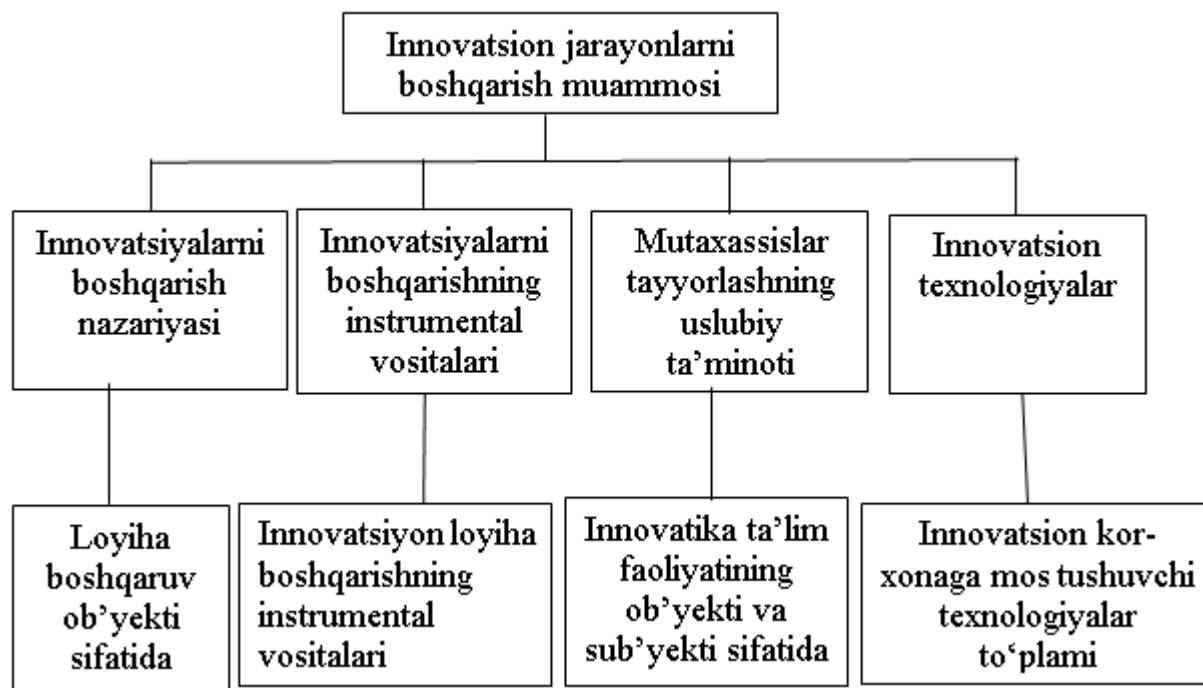 Innovatsion jarayonlarni
boshqarish muammosi
Innovatsiyalarni
boshqarish
nazariyasi
Innovatsiyalarni
boshqarishning
instrumental
vositalari
Mutaxassislar
tayyorlashning
uslubiy
ta’minoti
Innovatsion
texnologiyalar
Loyiha
boshqaruv
ob’yekti
sifatida
Innovatsiyon loyiha
boshqarishning
instrumental
vositalari
Innovatika ta’lim
faoliyatining
ob’yekti va
sub’yekti sifatida
Innovatsion kor-
xonaga mos tushuvchi
texnologiyalar
to‘plami